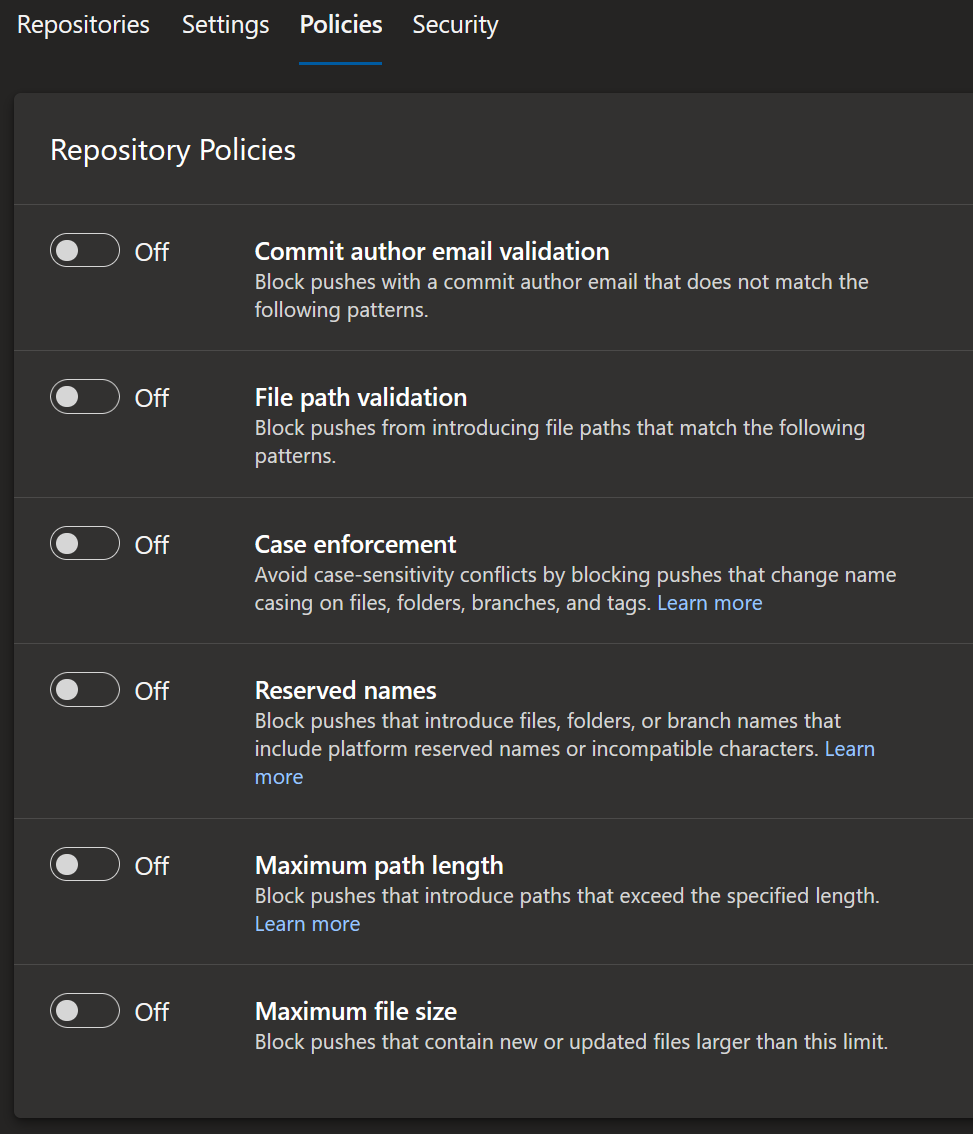 Repositories Settings Policies Security
Repository Policies
Off Commit author email validation
Block pushes with a commit author email that does not match the
following patterns.
Off File path validation
Block pushes from introducing file paths that match the following
patterns.
Off Case enforcement
Avoid case-sensitivity conflicts by blocking pushes that change name
casing on files, folders, branches, and tags. Learn more
Off Reserved names
Block pushes that introduce files, folders, or branch names that
include platform reserved names or incompatible characters. Learn
more
Off Maximum path length
Block pushes that introduce paths that exceed the specified length.
Learn more
Off Maximum file size
Block pushes that contain new or updated files larger than this limit.